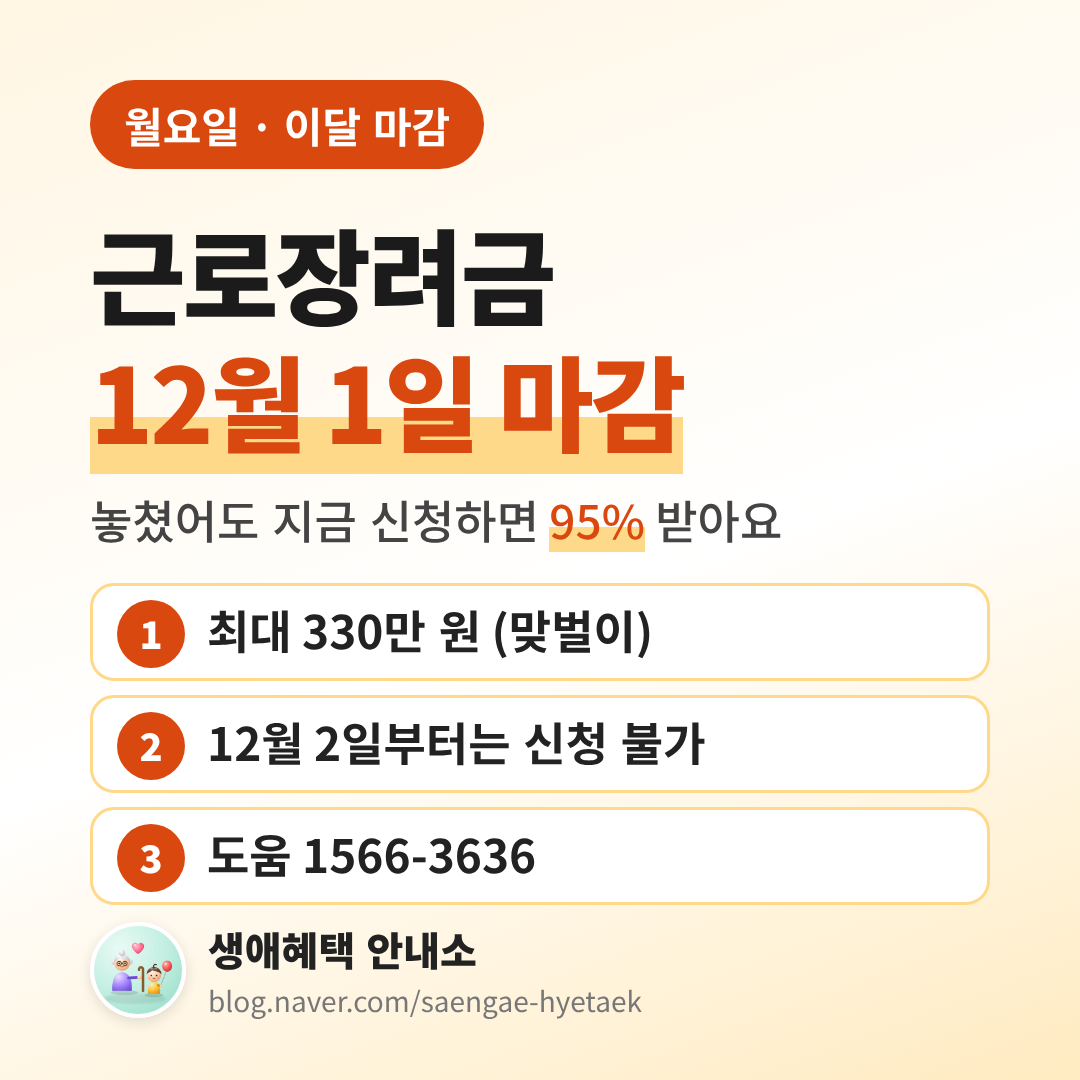 월요일 · 이달 마감
근로장려금
12월 1일 마감
놓쳤어도 지금 신청하면 95% 받아요
1 최대 330만 원 (맞벌이)
2 12월 2일부터는 신청 불가
3 도움 1566-3636
생애혜택 안내소
blog.naver.com/saengae-hyetaek